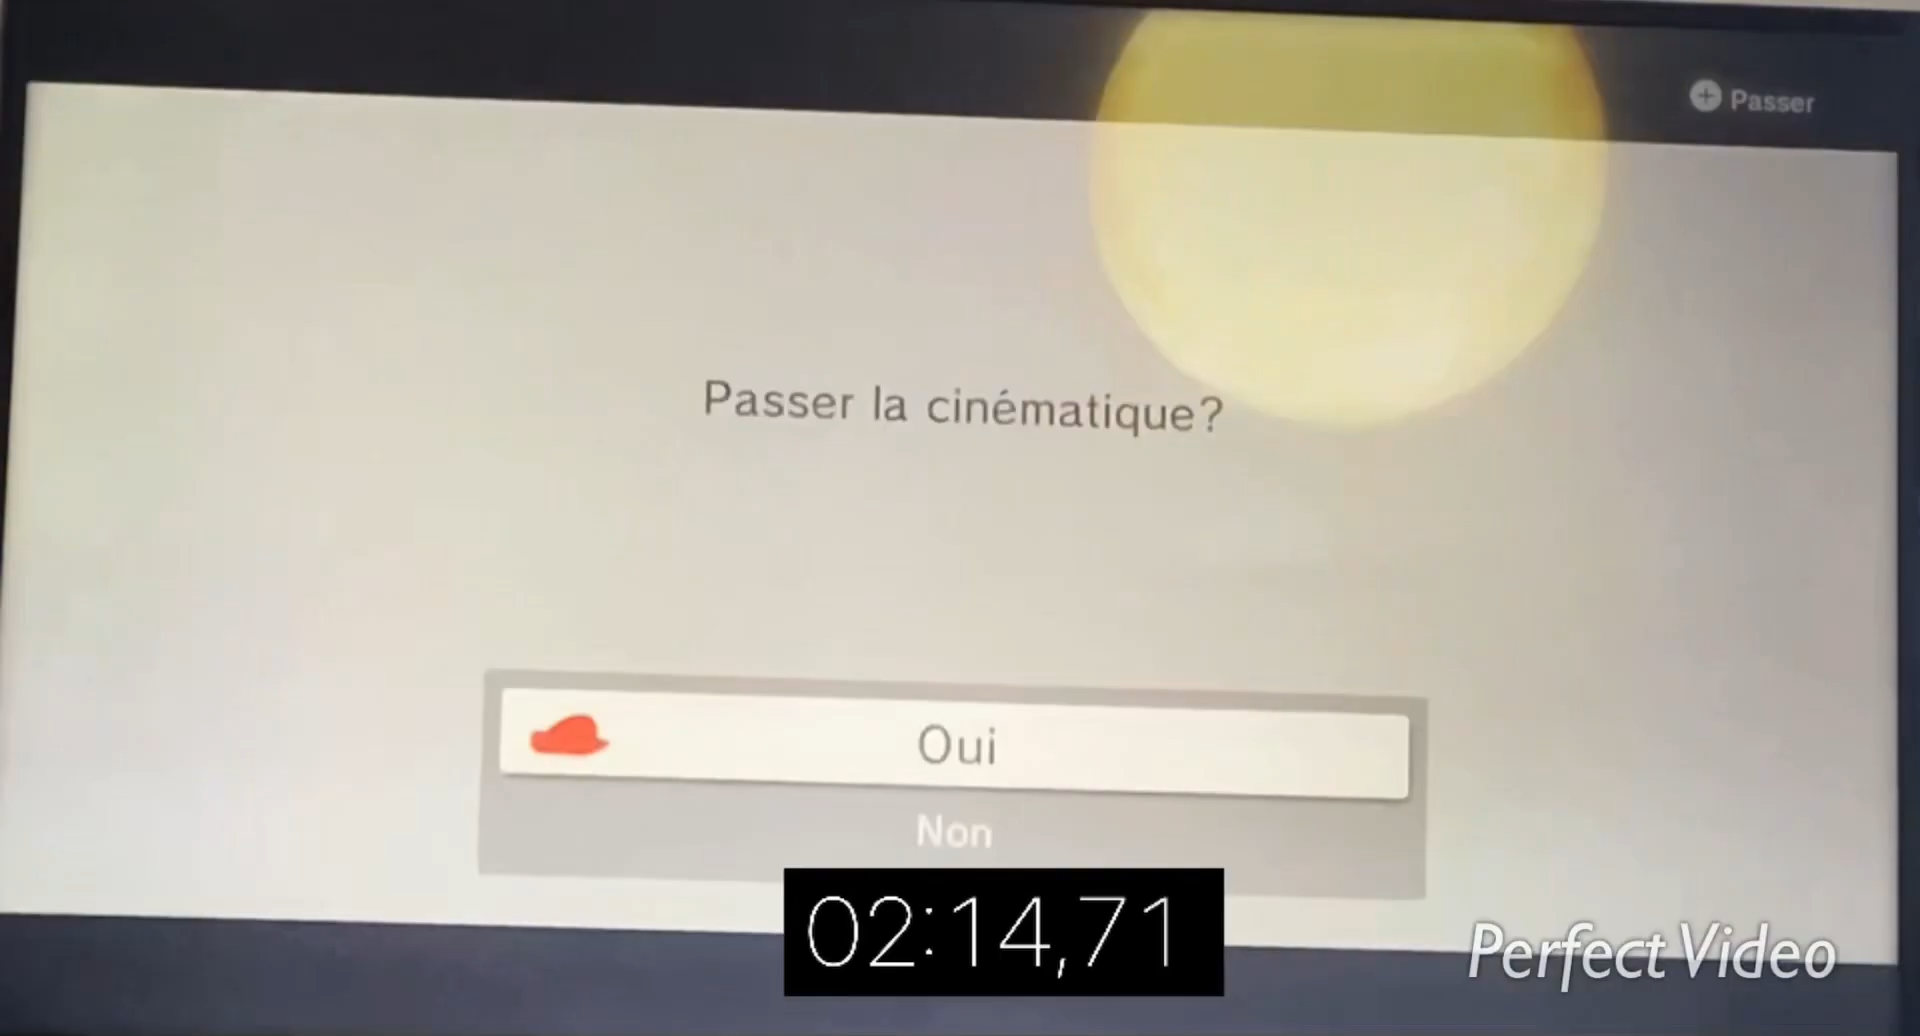 + Passer
Passer la cinématique?
Oui
Non
02:14,71
Perfect Video